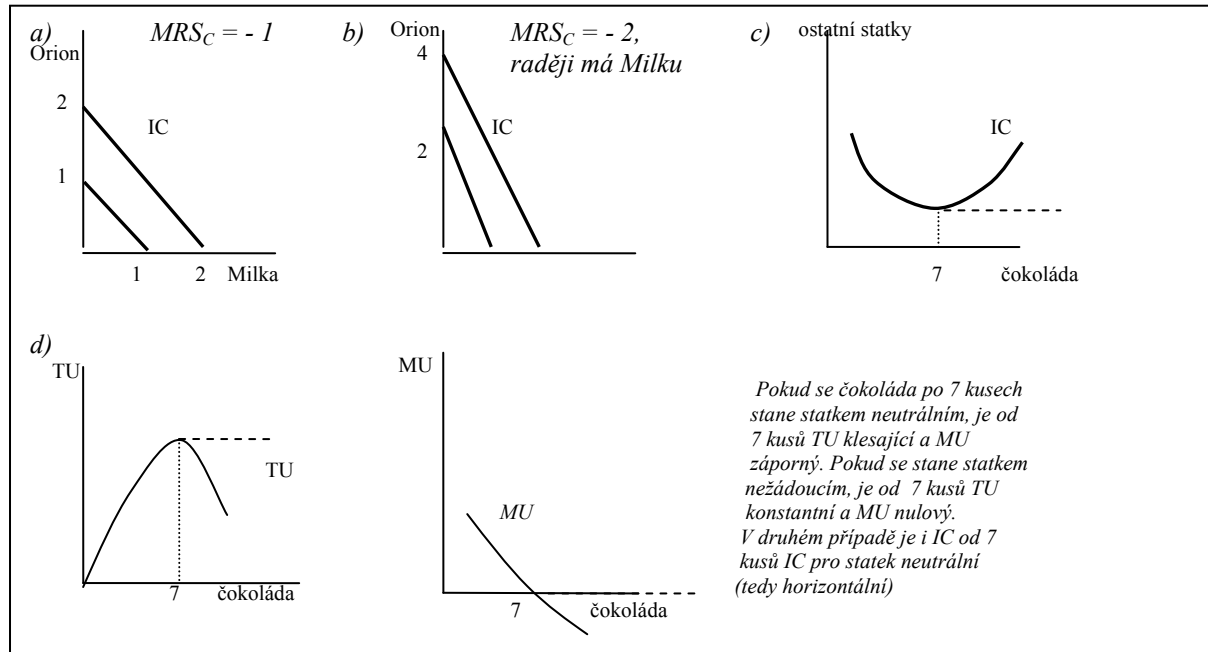 a)
MRSC = - 1
Orion
2
IC
1
1 2 Milka
b)
MRSC = - 2,
raději má Milku
Orion
4
IC
2
c)
ostatní statky
IC
7 čokoláda
d)
TU
TU
7 čokoláda
MU
MU
7 čokoláda
Pokud se čokoláda po 7 kusech
stane statkem neutrálním, je od
7 kusů TU klesající a MU
záporný. Pokud se stane statkem
nežádoucím, je od 7 kusů TU
konstantní a MU nulový.
V druhém případě je i IC od 7
kusů IC pro statek neutrální
(tedy horizontální)